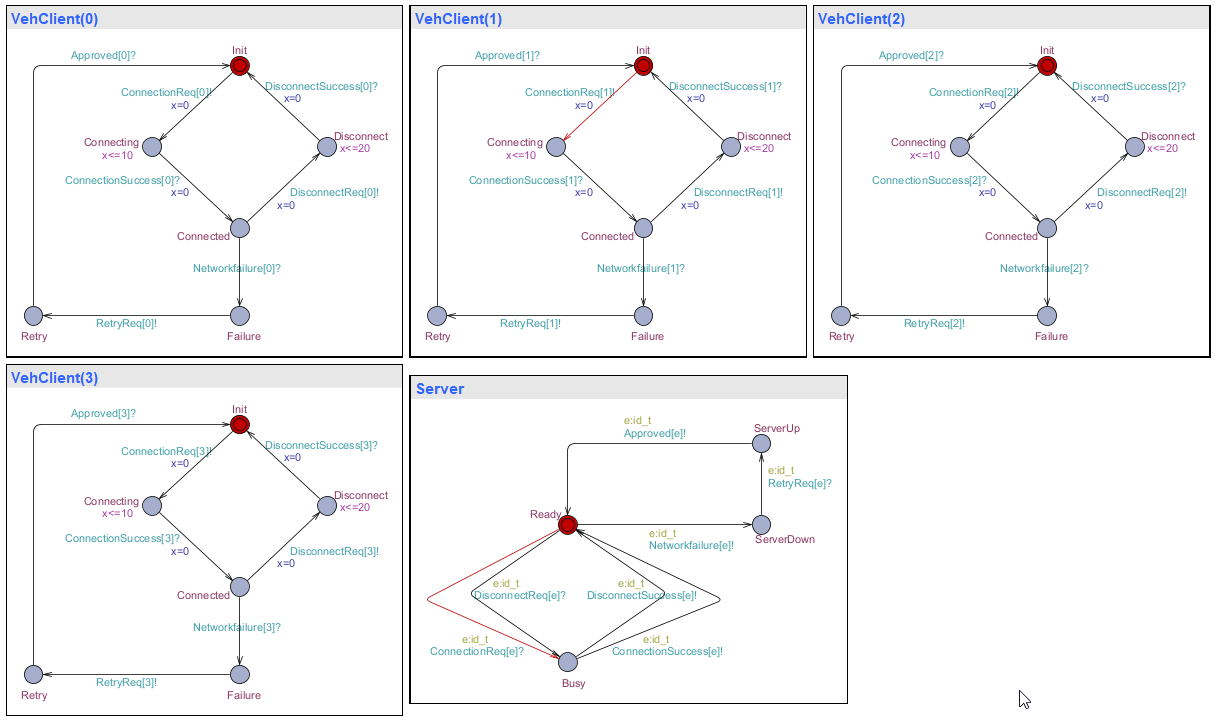 VehClient(0)
Approved[0]?
Init
ConnectionReq[0]!
x=0
DisconnectSuccess[0]?
x=0
Connecting
x<=10
Disconnect
x<=20
ConnectionSuccess[0]?
x=0
DisconnectReq[0]!
x=0
Connected
Networkfailure[0]?
RetryReq[0]!
Retry
Failure
VehClient(1)
Approved[1]?
Init
ConnectionReq[1]!
x=0
DisconnectSuccess[1]?
x=0
Connecting
x<=10
Disconnect
x<=20
ConnectionSuccess[1]?
x=0
DisconnectReq[1]!
x=0
Connected
Networkfailure[1]?
RetryReq[1]!
Retry
Failure
VehClient(2)
Approved[2]?
Init
ConnectionReq[2]!
x=0
DisconnectSuccess[2]?
x=0
Connecting
x<=10
Disconnect
x<=20
ConnectionSuccess[2]?
x=0
DisconnectReq[2]!
x=0
Connected
Networkfailure[2]?
RetryReq[2]!
Retry
Failure
VehClient(3)
Approved[3]?
Init
ConnectionReq[3]!
x=0
DisconnectSuccess[3]?
x=0
Connecting
x<=10
Disconnect
x<=20
ConnectionSuccess[3]?
x=0
DisconnectReq[3]!
x=0
Connected
Networkfailure[3]?
RetryReq[3]!
Retry
Failure
Server
e:id_t
Approved[e]!
ServerUp
e:id_t
RetryReq[e]?
Ready
e:id_t
Networkfailure[e]!
ServerDown
e:id_t
DisconnectReq[e]?
e:id_t
DisconnectSuccess[e]!
e:id_t
ConnectionReq[e]?
e:id_t
ConnectionSuccess[e]!
Busy